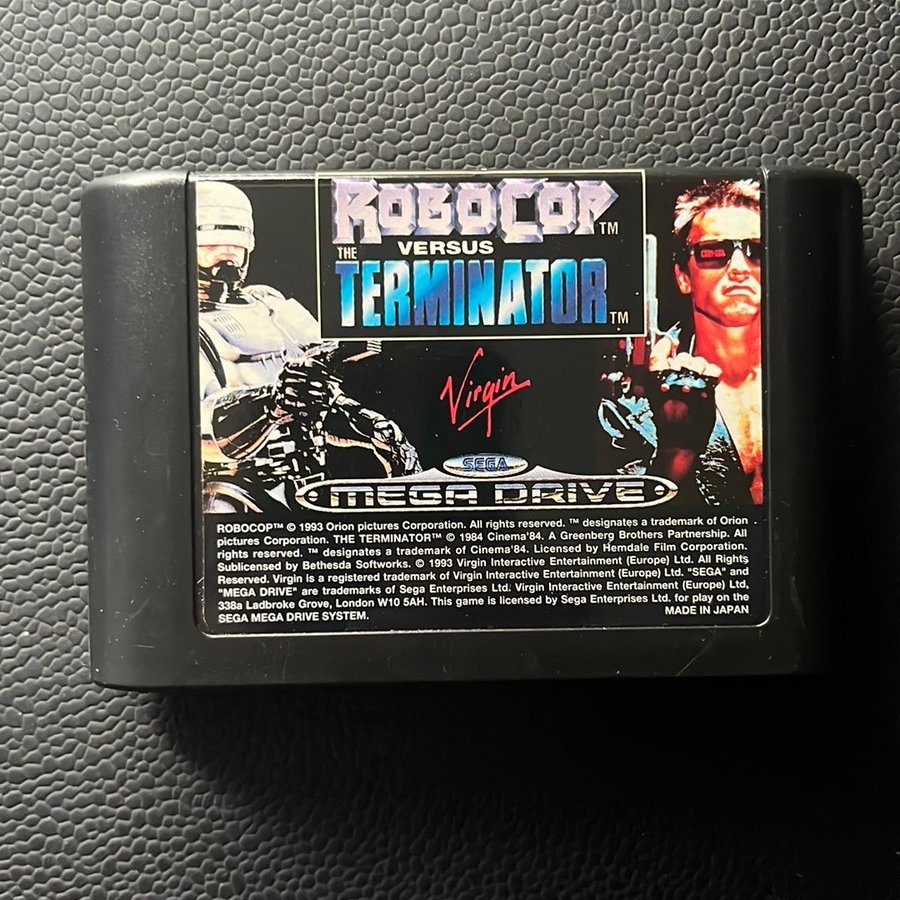 ROBOCOP™
THE VERSUS
TERMINATOR™
Virgin
SEGA
MEGA DRIVE
ROBOCOP™ © 1993 Orion pictures Corporation. All rights reserved. ™ designates a trademark of Orion
pictures Corporation. THE TERMINATOR™ © 1984 Cinema'84. A Greenberg Brothers Partnership. All
rights reserved. ™ designates a trademark of Cinema'84. Licensed by Hemdale Film Corporation.
Sublicensed by Bethesda Softworks. © 1993 Virgin Interactive Entertainment (Europe) Ltd. All Rights
Reserved. Virgin is a registered trademark of Virgin Interactive Entertainment (Europe) Ltd. "SEGA" and
"MEGA DRIVE" are trademarks of Sega Enterprises Ltd. Virgin Interactive Entertainment (Europe) Ltd,
338a Ladbroke Grove, London W10 5AH. This game is licensed by Sega Enterprises Ltd. for play on the
SEGA MEGA DRIVE SYSTEM. MADE IN JAPAN